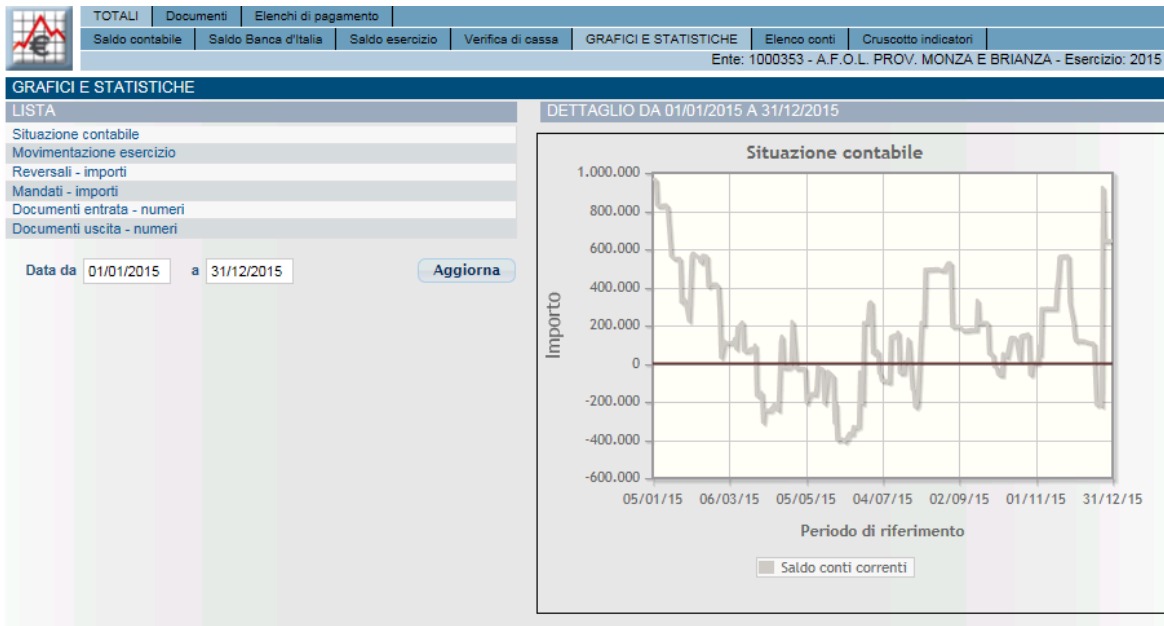 TOTALI Documenti Elenchi di pagamento
Saldo contabile Saldo Banca d'Italia Saldo esercizio Verifica di cassa GRAFICI E STATISTICHE Elenco conti Cruscotto indicatori
Ente: 1000353 - A.F.O.L. PROV. MONZA E BRIANZA - Esercizio: 2015
GRAFICI E STATISTICHE
LISTA
Situazione contabile
Movimentazione esercizio
Reversali - importi
Mandati - importi
Documenti entrata - numeri
Documenti uscita - numeri
Data da 01/01/2015 a 31/12/2015 Aggiorna
DETTAGLIO DA 01/01/2015 A 31/12/2015
Situazione contabile
1.000.000
800.000
600.000
400.000
200.000
0
-200.000
-400.000
-600.000
Importo
05/01/15 06/03/15 05/05/15 04/07/15 02/09/15 01/11/15 31/12/15
Periodo di riferimento
Saldo conti correnti